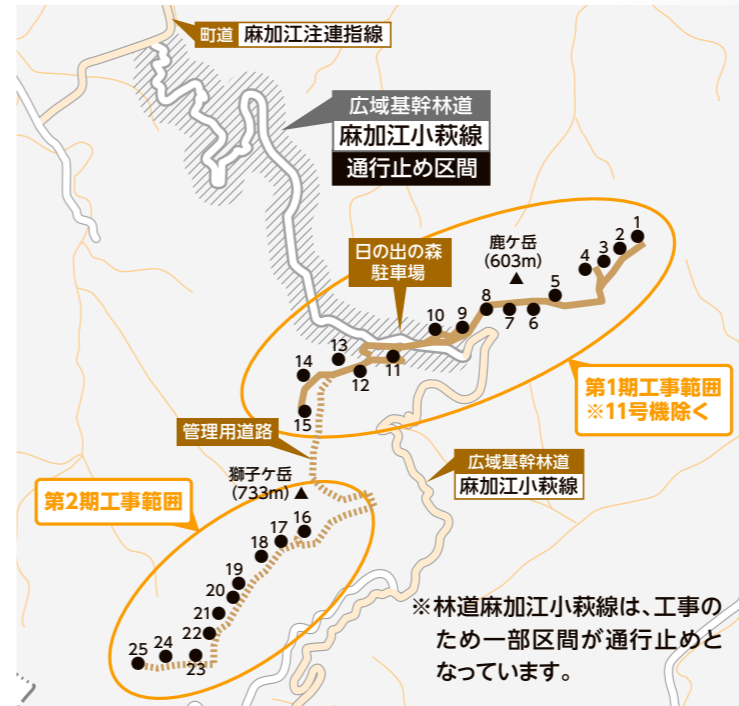 町道 麻加江注連指線
広域基幹林道
麻加江小萩線
通行止め区間
日の出の森
駐車場
鹿ケ岳
(603m)
1
2
3
4
5
6
7
8
9
10
11
12
13
14
15
第1期工事範囲
※11号機除く
管理用道路
獅子ケ岳
(733m)
広域基幹林道
麻加江小萩線
第2期工事範囲
16
17
18
19
20
21
22
23
24
25
※林道麻加江小萩線は、工事の
ため一部区間が通行止めと
なっています。